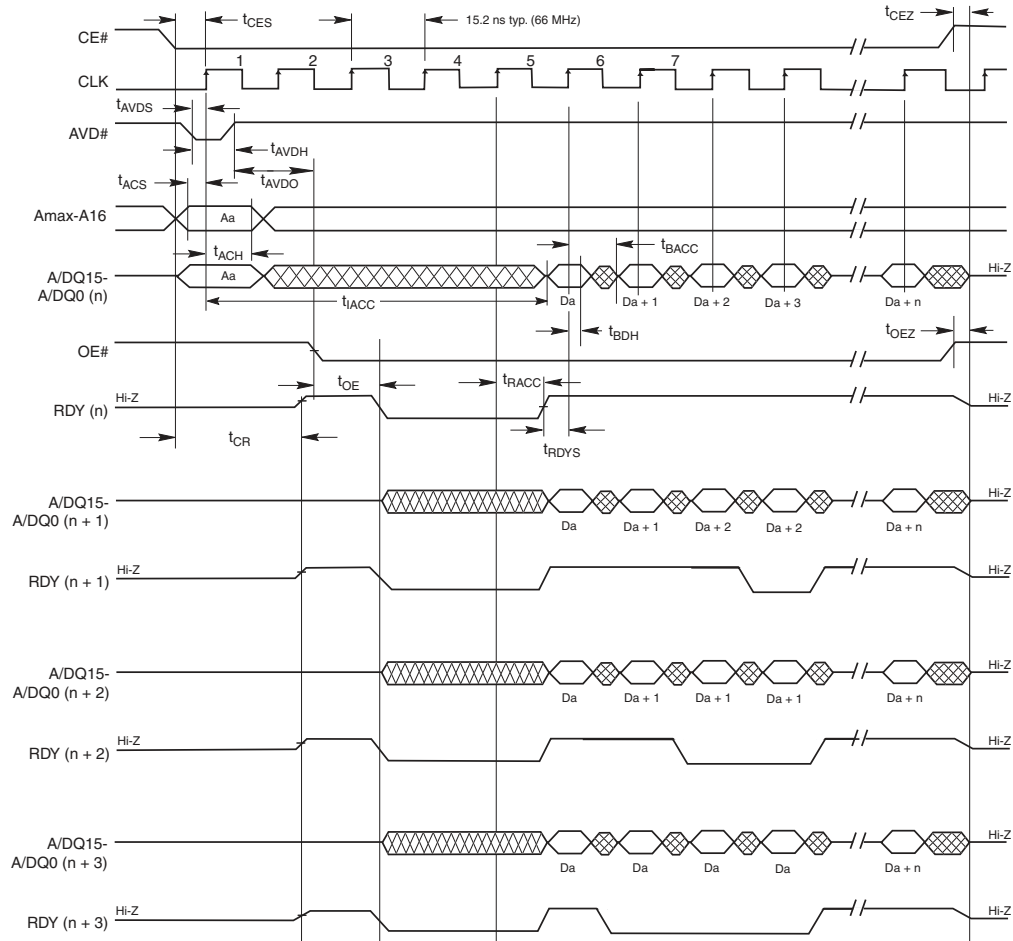 tCES
15.2 ns typ. (66 MHz)
tCEZ
CE#
1 2 3 4 5 6 7
CLK
tAVDS
AVD#
tAVDH
tAVDO
tACS
Amax-A16
Aa
tACH
tBACC
A/DQ15-
A/DQ0 (n)
Aa
Hi-Z
tIACC
Da
Da + 1
Da + 2
Da + 3
Da + n
tBDH
tOEZ
OE#
tOE
tRACC
RDY (n)
Hi-Z
Hi-Z
tCR
tRDYS
A/DQ15-
A/DQ0 (n + 1)
Hi-Z
Da
Da + 1
Da + 2
Da + 2
Da + n
RDY (n + 1)
Hi-Z
Hi-Z
A/DQ15-
A/DQ0 (n + 2)
Hi-Z
Da
Da + 1
Da + 1
Da + 1
Da + n
RDY (n + 2)
Hi-Z
Hi-Z
A/DQ15-
A/DQ0 (n + 3)
Hi-Z
Da
Da
Da
Da
Da + n
RDY (n + 3)
Hi-Z
Hi-Z